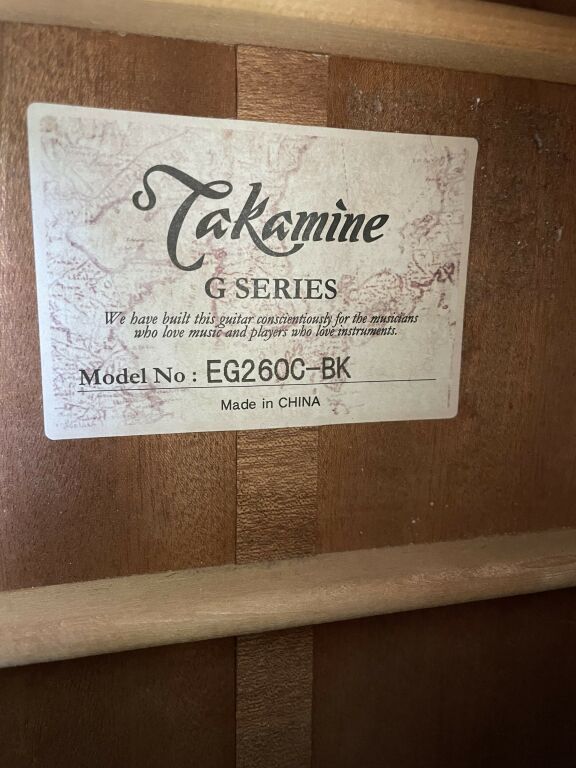 Takamine
G SERIES
We have built this guitar conscientiously for the musicians
who love music and players who love instruments.
Model No : EG260C-BK
Made in CHINA